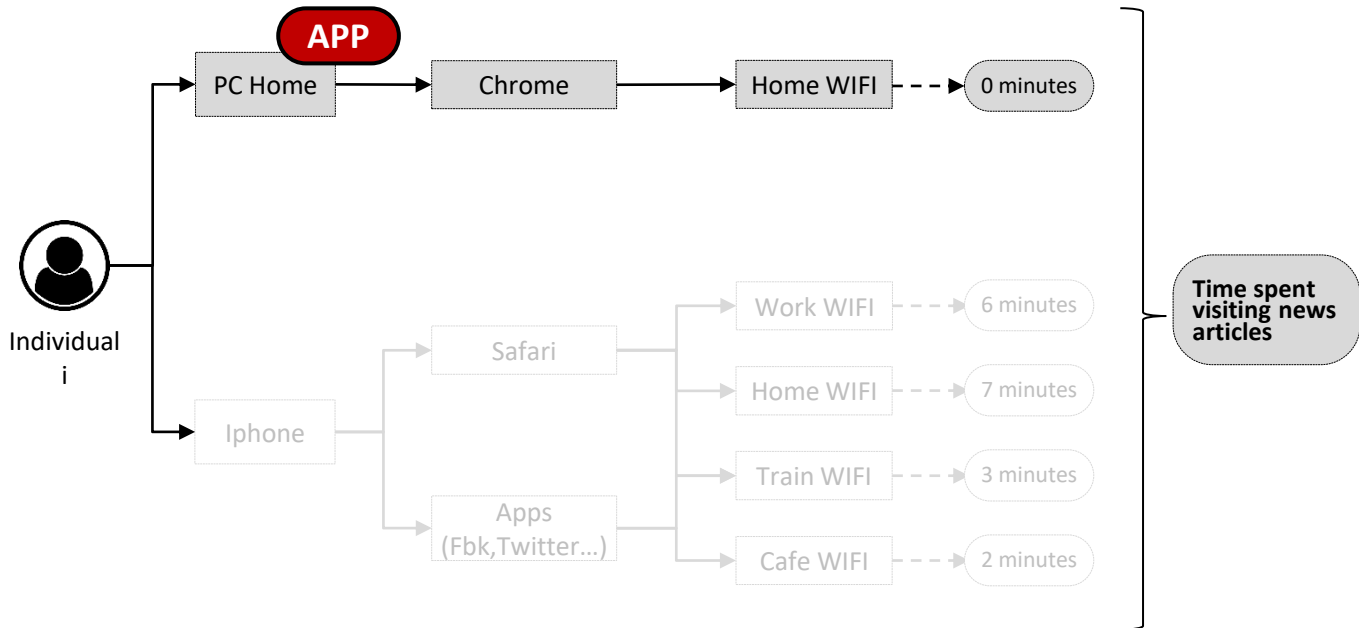 APP
PC Home
Chrome
Home WIFI
0 minutes
Individual
i
Iphone
Safari
Apps
(Fbk,Twitter...)
Work WIFI
6 minutes
Home WIFI
7 minutes
Train WIFI
3 minutes
Cafe WIFI
2 minutes
Time spent
visiting news
articles